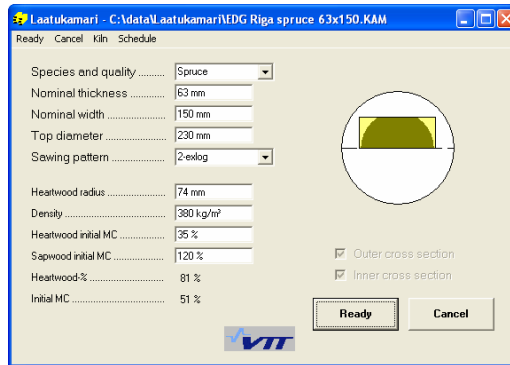 Laatukamari - C:\data\Laatukamari\EDG Riga spruce 63x150.KAM
Ready Cancel Kiln Schedule
Species and quality ......... Spruce
Nominal thickness ............ 63 mm
Nominal width .................. 150 mm
Top diameter .................... 230 mm
Sawing pattern ................. 2-exlog
Heartwood radius ...................... 74 mm
Density ....................................... 380 kg/m³
Heartwood initial MC ................. 35 %
Sapwood initial MC .................... 120 %
Heartwood-% ............................ 81 %
Initial MC .................................... 51 %
Outer cross section
Inner cross section
Ready Cancel
VTT